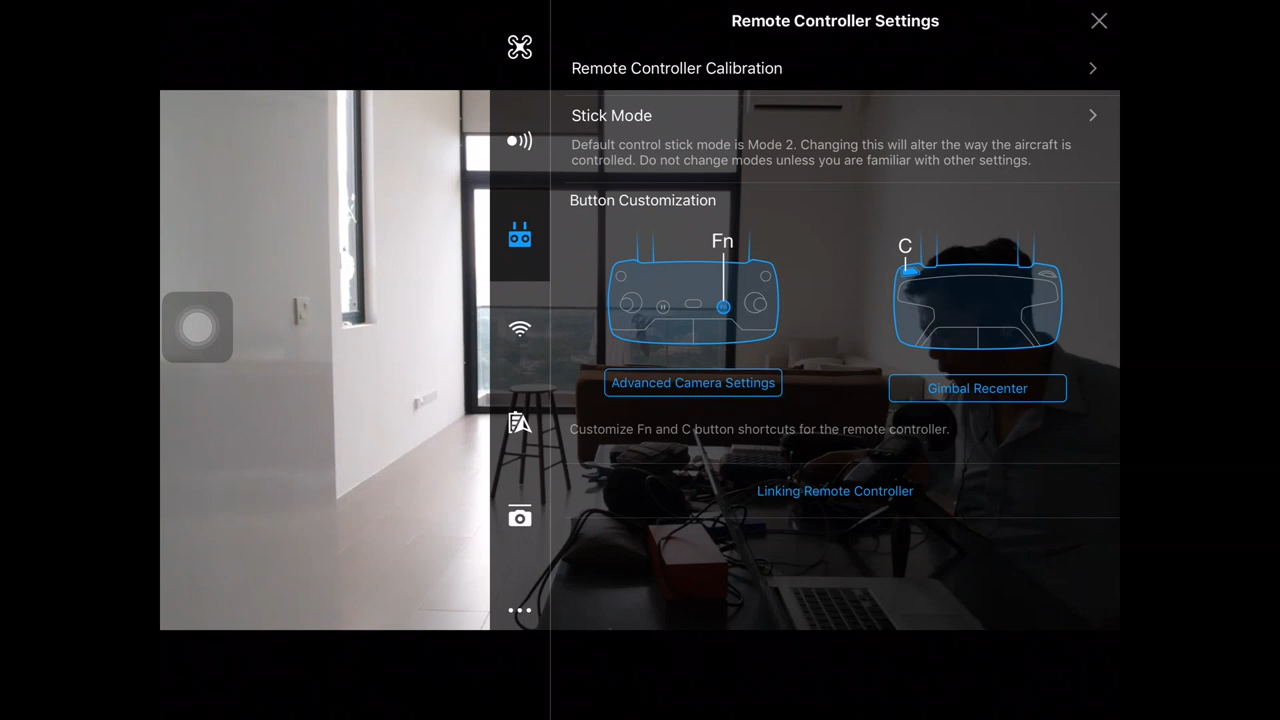 Remote Controller Settings
Remote Controller Calibration
Stick Mode
Default control stick mode is Mode 2. Changing this will alter the way the aircraft is
controlled. Do not change modes unless you are familiar with other settings.
Button Customization
Fn
C
Advanced Camera Settings
Gimbal Recenter
Customize Fn and C button shortcuts for the remote controller.
Linking Remote Controller